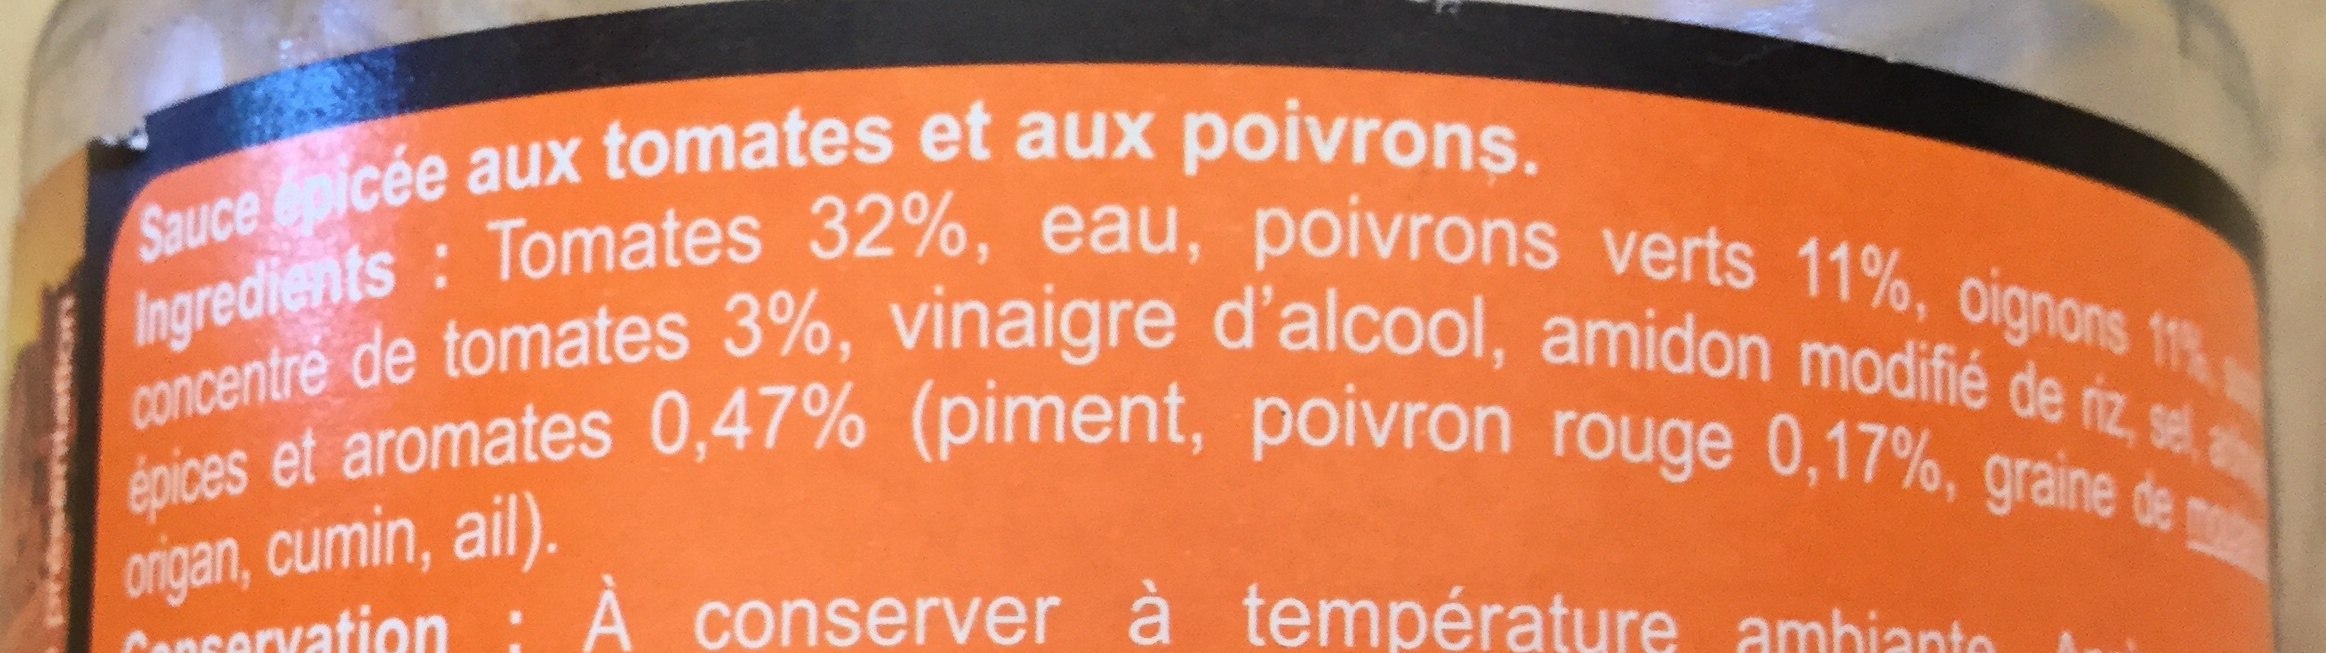 Sauce épicée aux tomates et aux poivrons.
Ingredients : Tomates 32%, eau, poivrons verts 11%, oignons 11%,
concentré de tomates 3%, vinaigre d'alcool, amidon modifié de riz, sel,
épices et aromates 0,47% (piment, poivron rouge 0,17%, graine de
origan, cumin, ail).
Conservation : À conserver à température ambiante.